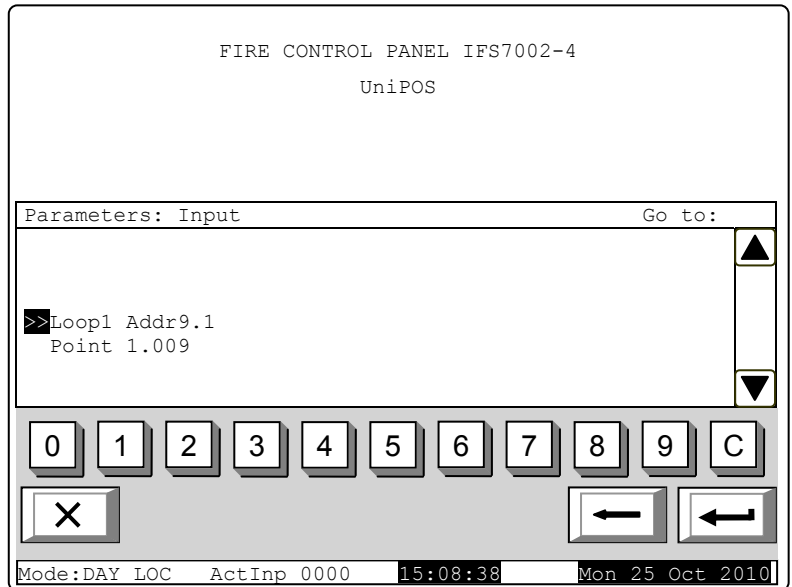 FIRE CONTROL PANEL IFS7002-4
UniPOS
Parameters: Input Go to:
>>Loop1 Addr9.1
Point 1.009
0 1 2 3 4 5 6 7 8 9 C
Mode:DAY LOC ActInp 0000 15:08:38 Mon 25 Oct 2010